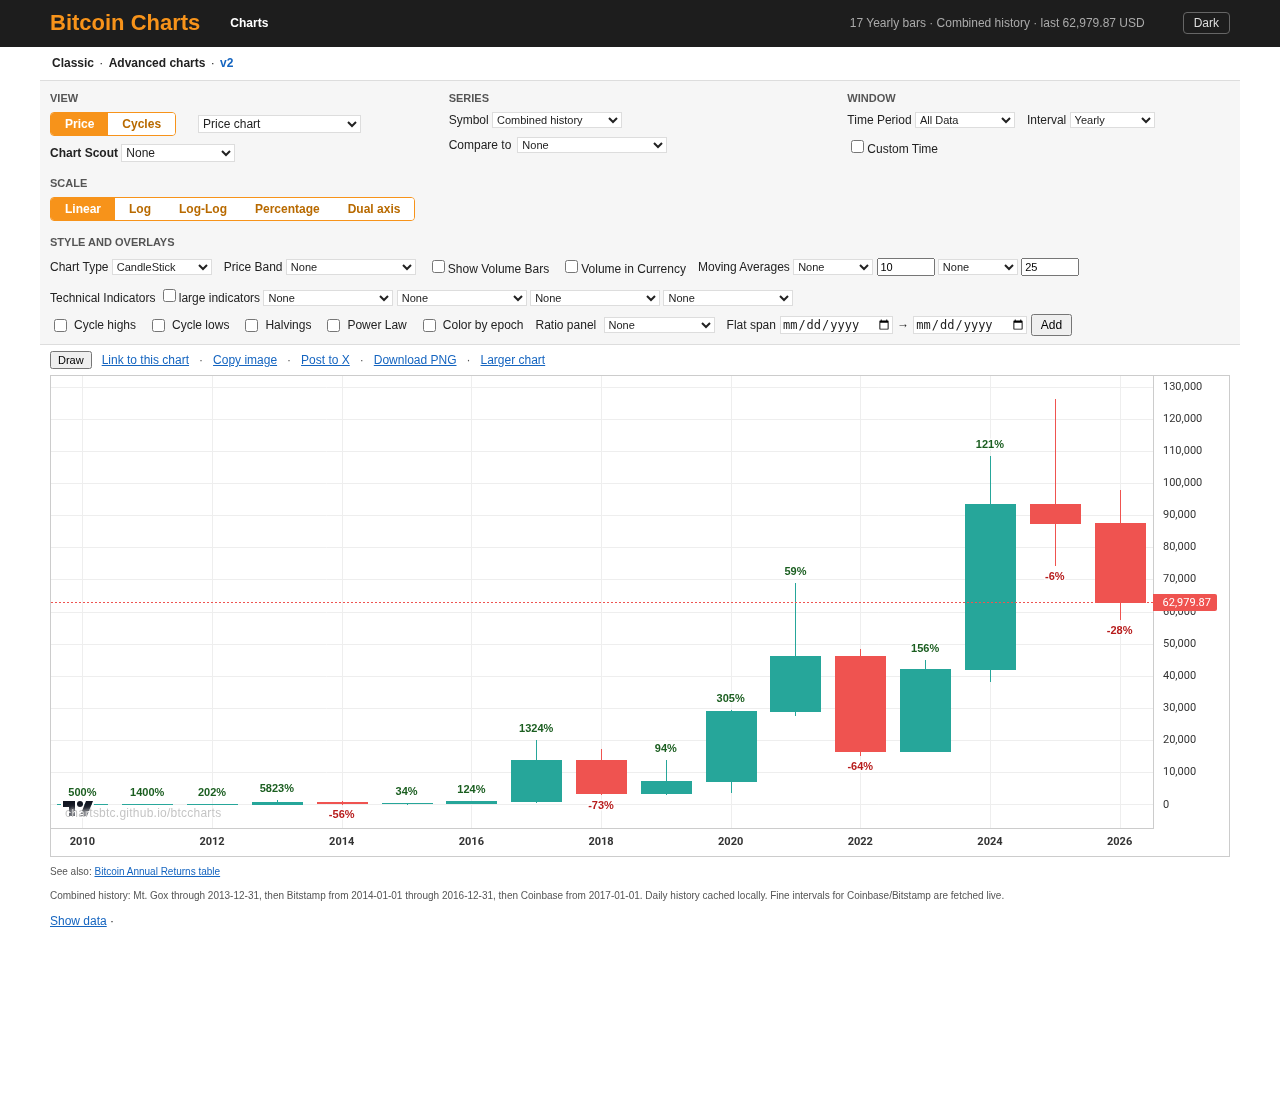 Bitcoin Charts
Charts
17 Yearly bars · Combined history · last 62,979.87 USD
Dark
Classic · Advanced charts · v2
VIEW
Price
Cycles
Price chart
Chart Scout
None
SERIES
Symbol
Combined history
Compare to
None
WINDOW
Time Period
All Data
Interval
Yearly
Custom Time
SCALE
Linear
Log
Log-Log
Percentage
Dual axis
STYLE AND OVERLAYS
Chart Type CandleStick Price Band None Show Volume Bars Volume in Currency Moving Averages None 10 None 25
Technical Indicators large indicators None None None None
Cycle highs Cycle lows Halvings Power Law Color by epoch Ratio panel None Flat span mm/dd/yyyy → mm/dd/yyyy Add
Draw Link to this chart · Copy image · Post to X · Download PNG · Larger chart
130,000
120,000
110,000
100,000
90,000
80,000
70,000
62,979.87
60,000
50,000
40,000
30,000
20,000
10,000
0
500%
1400%
202%
5823%
-56%
34%
124%
1324%
-73%
94%
305%
59%
-64%
156%
121%
-6%
-28%
chartsbtc.github.io/btccharts
2010 2012 2014 2016 2018 2020 2022 2024 2026
See also: Bitcoin Annual Returns table
Combined history: Mt. Gox through 2013-12-31, then Bitstamp from 2014-01-01 through 2016-12-31, then Coinbase from 2017-01-01. Daily history cached locally. Fine intervals for Coinbase/Bitstamp are fetched live.
Show data ·